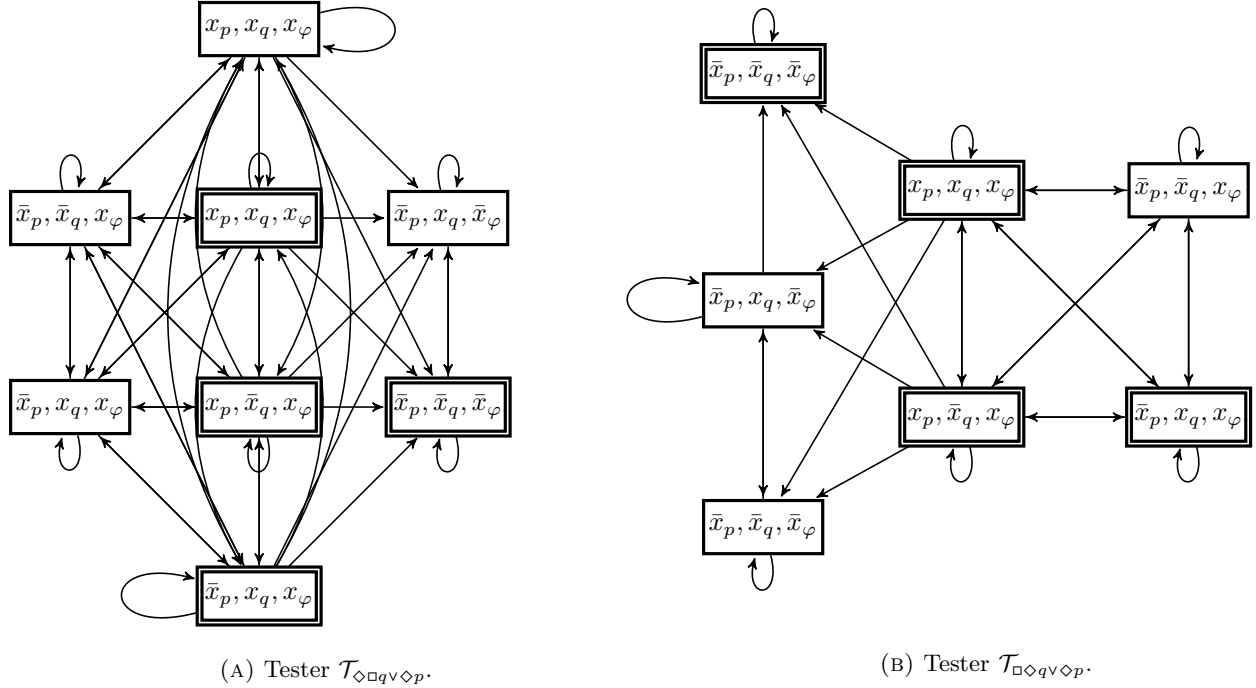 x_p, x_q, x_φ
x̄_p, x̄_q, x_φ
x_p, x_q, x_φ
x̄_p, x_q, x̄_φ
x̄_p, x_q, x_φ
x_p, x̄_q, x_φ
x̄_p, x̄_q, x̄_φ
x̄_p, x_q, x_φ
(A) Tester 𝒯_◇□q∨◇p.
x̄_p, x̄_q, x̄_φ
x_p, x_q, x_φ
x̄_p, x̄_q, x_φ
x̄_p, x_q, x̄_φ
x_p, x̄_q, x_φ
x̄_p, x_q, x_φ
x̄_p, x̄_q, x̄_φ
(B) Tester 𝒯_□◇q∨◇p.